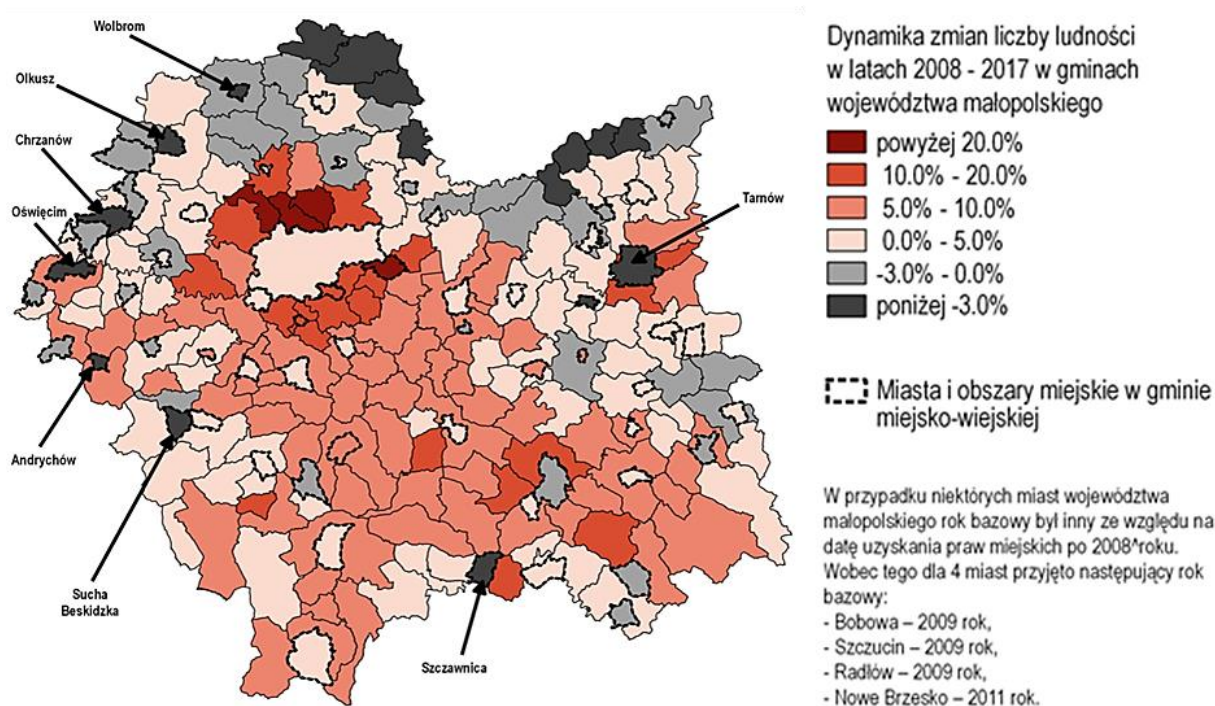 Wolbrom
Olkusz
Chrzanów
Oświęcim
Andrychów
Sucha
Beskidzka
Szczawnica
Tarnów
Dynamika zmian liczby ludności
w latach 2008 - 2017 w gminach
województwa małopolskiego
powyżej 20.0%
10.0% - 20.0%
5.0% - 10.0%
0.0% - 5.0%
-3.0% - 0.0%
poniżej -3.0%
Miasta i obszary miejskie w gminie
miejsko-wiejskiej
W przypadku niektórych miast województwa
małopolskiego rok bazowy był inny ze względu na
datę uzyskania praw miejskich po 2008^roku.
Wobec tego dla 4 miast przyjęto następujący rok
bazowy:
- Bobowa – 2009 rok,
- Szczucin – 2009 rok,
- Radłów – 2009 rok,
- Nowe Brzesko – 2011 rok.